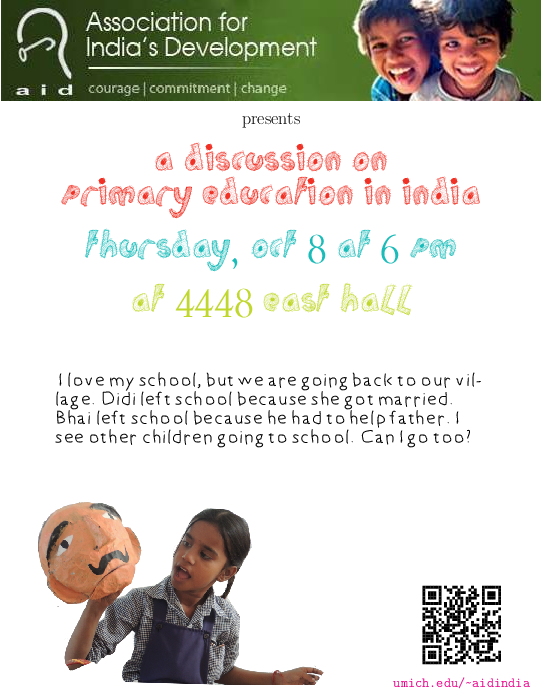 Association for
India's Development
aid
courage | commitment | change
presents
a discussion on
primary education in india
thursday, oct 8 at 6 pm
at 4448 east hall
I love my school, but we are going back to our vil-
lage. Didi left school because she got married.
Bhai left school because he had to help father. I
see other children going to school. Can I go too?
umich.edu/~aidindia